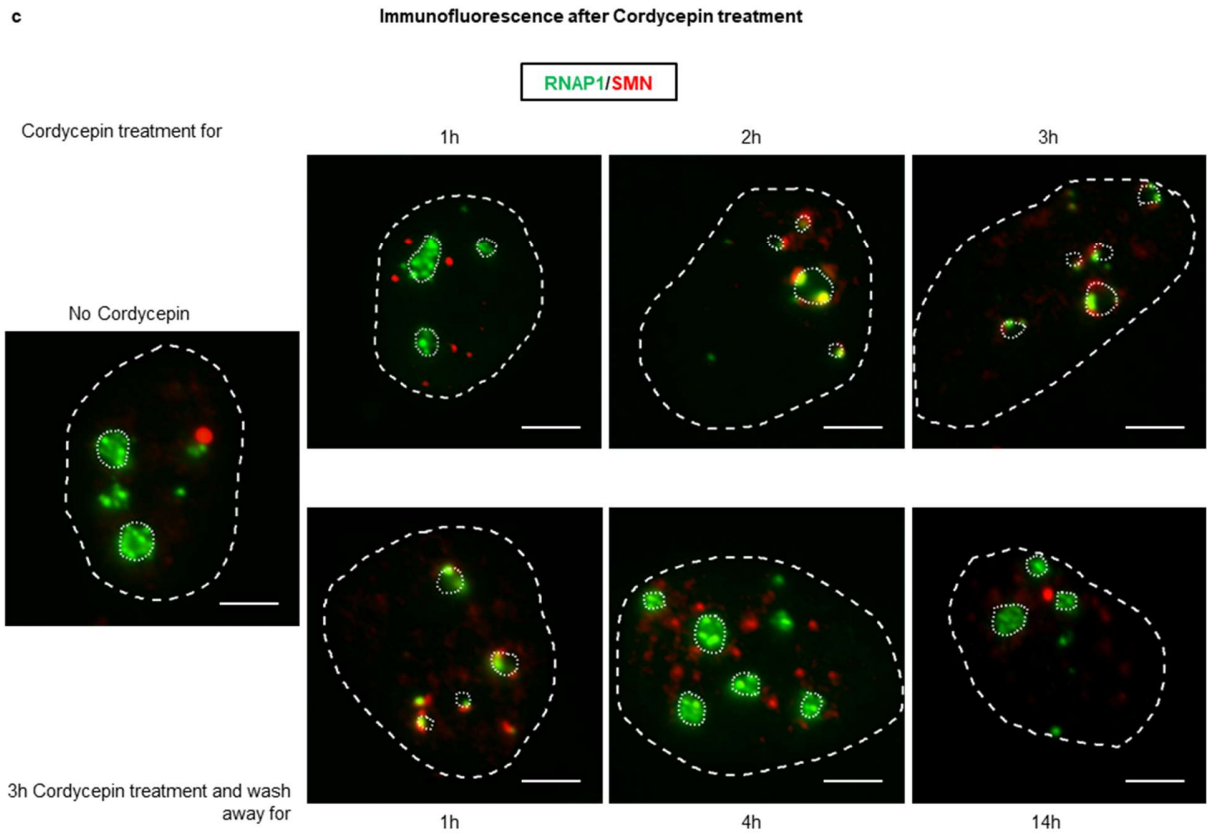 c
Immunofluorescence after Cordycepin treatment
RNAP1/SMN
Cordycepin treatment for
1h
2h
3h
No Cordycepin
3h Cordycepin treatment and wash
away for
1h
4h
14h